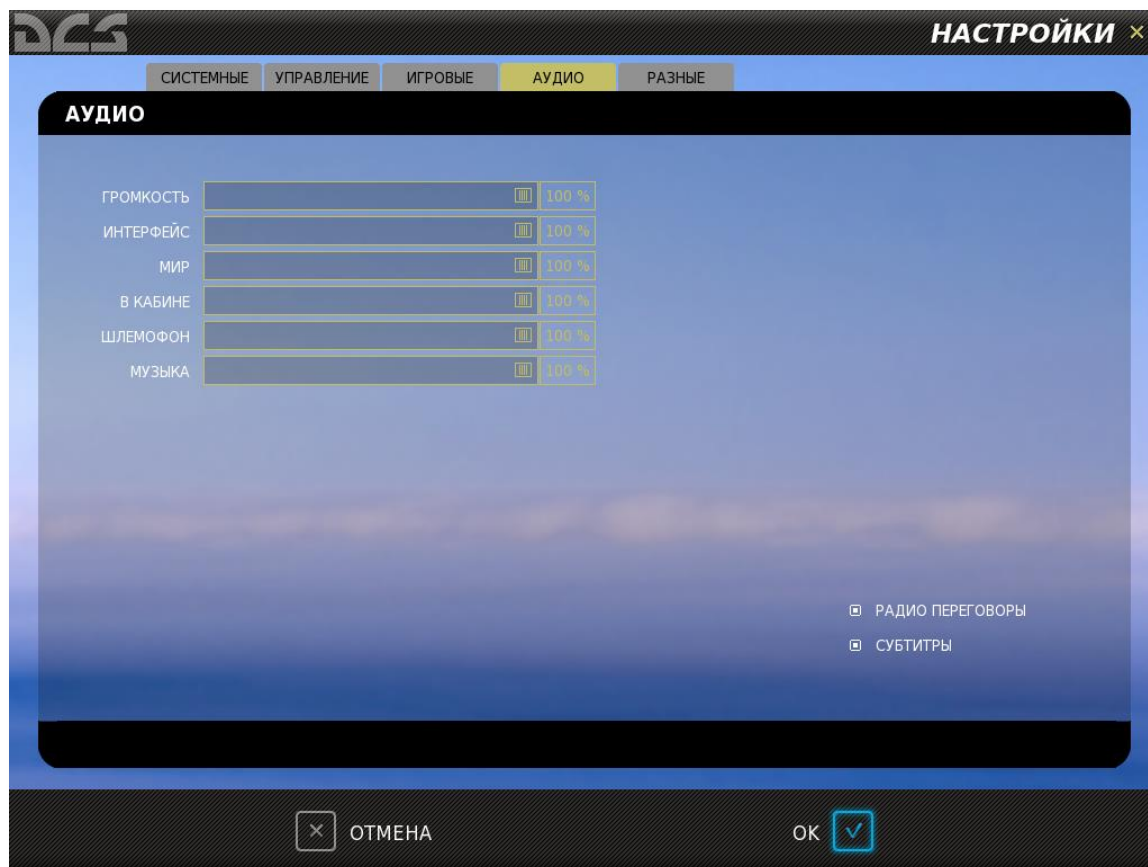 DCS
НАСТРОЙКИ ×
СИСТЕМНЫЕ УПРАВЛЕНИЕ ИГРОВЫЕ АУДИО РАЗНЫЕ
АУДИО
ГРОМКОСТЬ 100 %
ИНТЕРФЕЙС 100 %
МИР 100 %
В КАБИНЕ 100 %
ШЛЕМОФОН 100 %
МУЗЫКА 100 %
РАДИО ПЕРЕГОВОРЫ
СУБТИТРЫ
ОТМЕНА
ОК